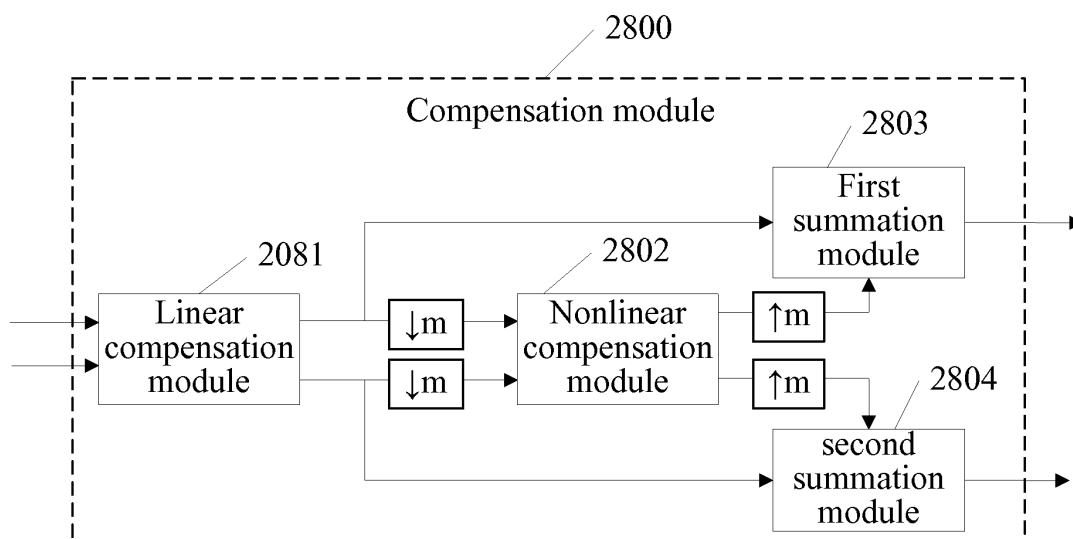 2800
Compensation module
2803
First
summation
module
2081
Linear
compensation
module
2802
↓m
↓m
Nonlinear
compensation
module
↑m
↑m
2804
second
summation
module